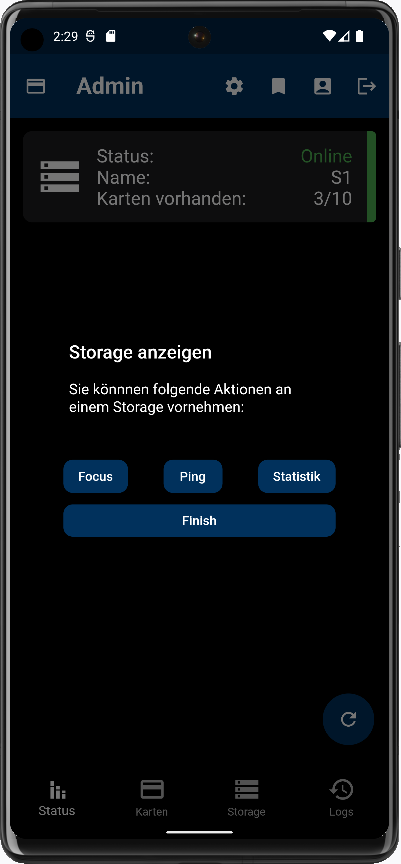 2:29
Admin
Status: Online
Name: S1
Karten vorhanden: 3/10
Storage anzeigen
Sie könnnen folgende Aktionen an
einem Storage vornehmen:
Focus Ping Statistik
Finish
Status Karten Storage Logs